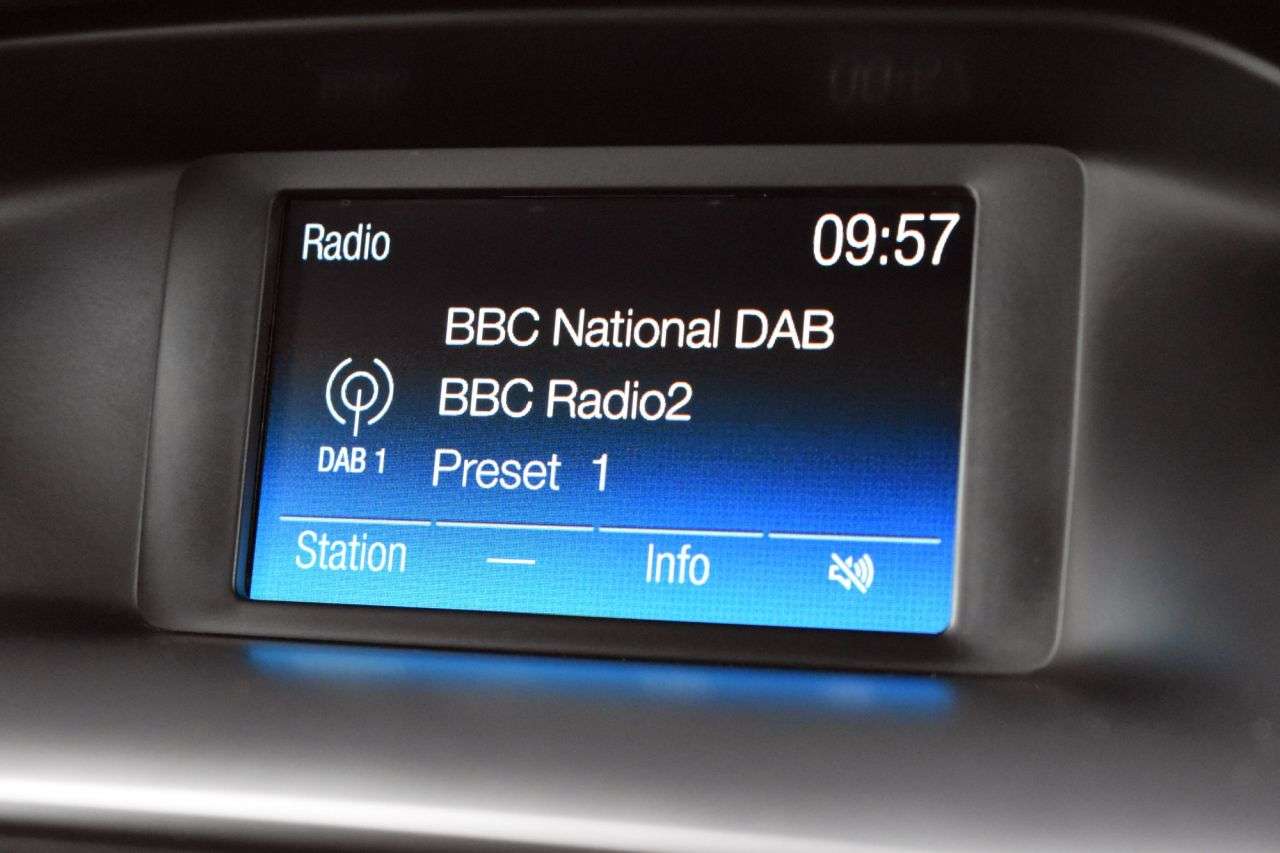 Radio 09:57
BBC National DAB
BBC Radio2
DAB 1
Preset 1
Station — Info